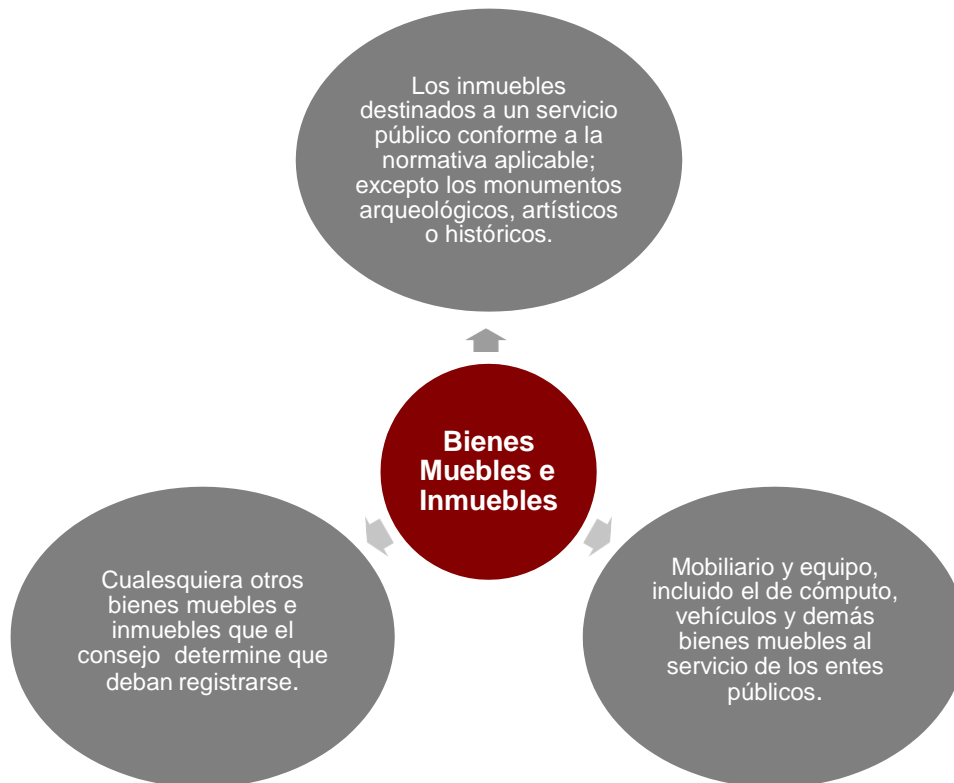 Los inmuebles
destinados a un servicio
público conforme a la
normativa aplicable;
excepto los monumentos
arqueológicos, artísticos
o históricos.
Bienes
Muebles e
Inmuebles
Cualesquiera otros
bienes muebles e
inmuebles que el
consejo determine que
deban registrarse.
Mobiliario y equipo,
incluido el de cómputo,
vehículos y demás
bienes muebles al
servicio de los entes
públicos.